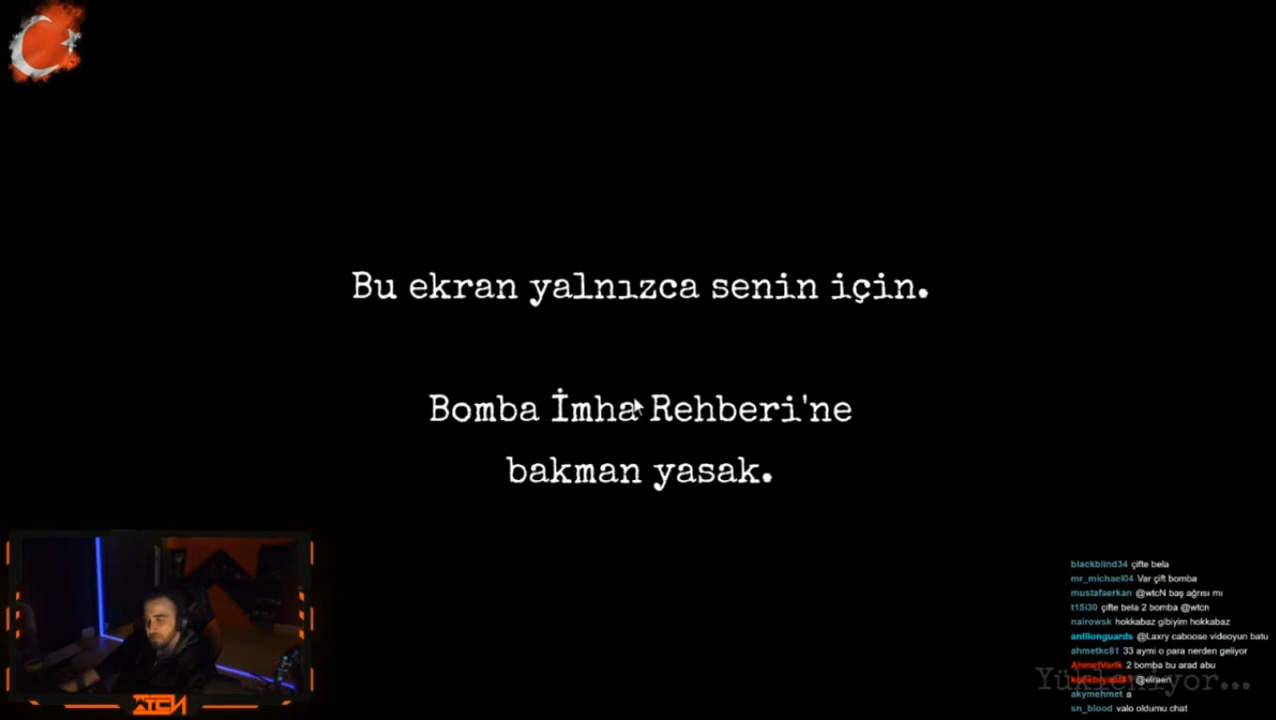 Bu ekran yalnızca senin için.
Bomba İmha Rehberi'ne
bakman yasak.
blackblind34 çifte bela
mr_michael04 Var çift bomba
mustafaerkan @wtcN baş ağrısı mı
t15i30 çifte bela 2 bomba @wtcn
nairowsk hokkabaz gibiyim hokkabaz
antlionguards @Laxry caboose videoyun batu
ahmetkc81 33 aymi o para nerden geliyor
AhmetVarik 2 bomba bu arad abu
@elraen
Yükleniyor...
akymehmet a
sn_blood valo oldumu chat